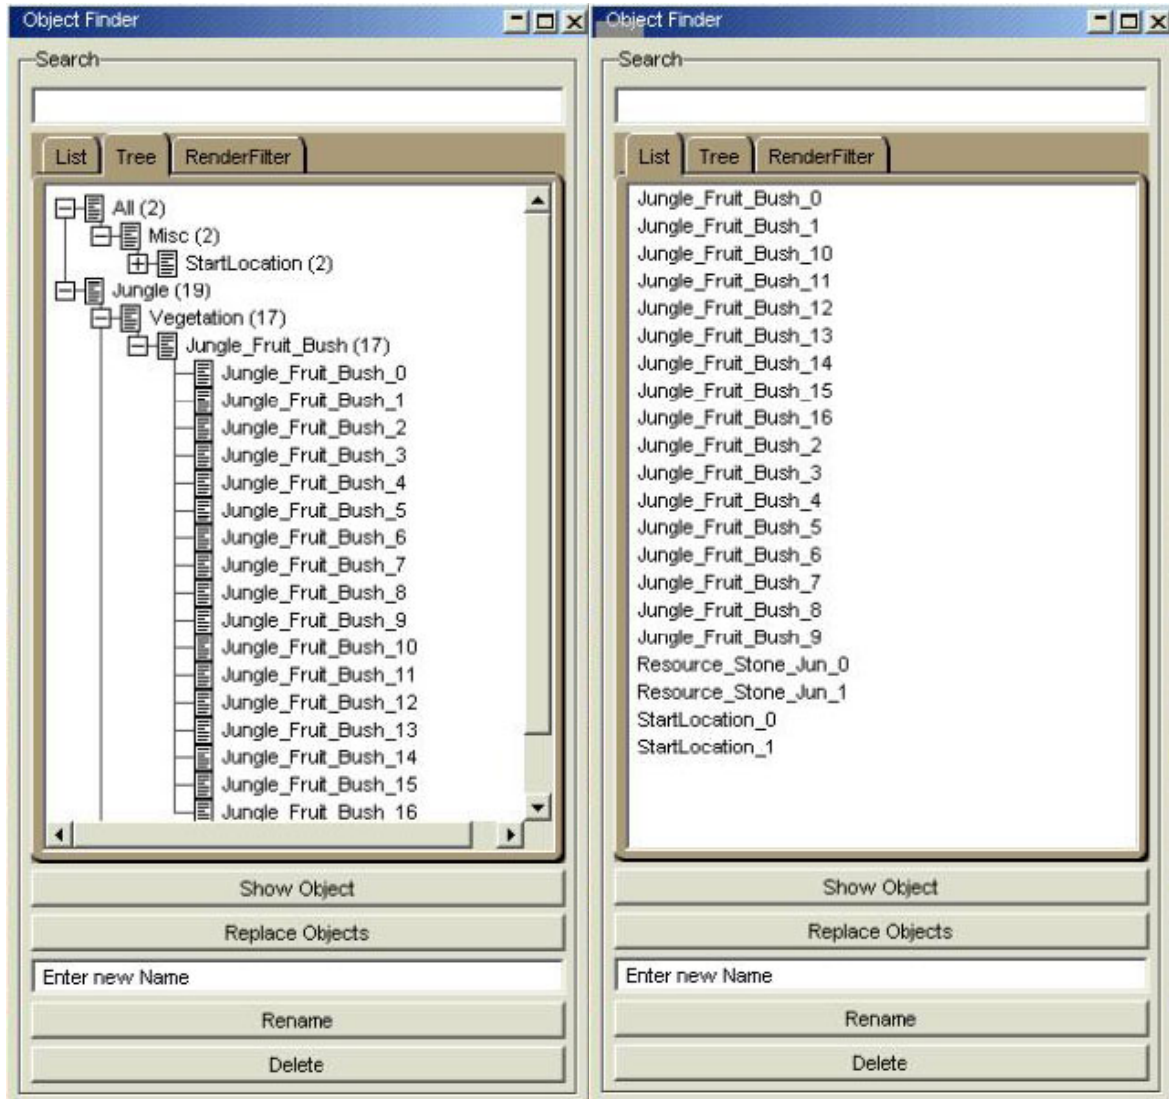 Object Finder
Search
List Tree RenderFilter
All (2)
Misc (2)
StartLocation (2)
Jungle (19)
Vegetation (17)
Jungle_Fruit_Bush (17)
Jungle_Fruit_Bush_0
Jungle_Fruit_Bush_1
Jungle_Fruit_Bush_2
Jungle_Fruit_Bush_3
Jungle_Fruit_Bush_4
Jungle_Fruit_Bush_5
Jungle_Fruit_Bush_6
Jungle_Fruit_Bush_7
Jungle_Fruit_Bush_8
Jungle_Fruit_Bush_9
Jungle_Fruit_Bush_10
Jungle_Fruit_Bush_11
Jungle_Fruit_Bush_12
Jungle_Fruit_Bush_13
Jungle_Fruit_Bush_14
Jungle_Fruit_Bush_15
Jungle_Fruit_Bush_16
Show Object
Replace Objects
Enter new Name
Rename
Delete
Object Finder
Search
List Tree RenderFilter
Jungle_Fruit_Bush_0
Jungle_Fruit_Bush_1
Jungle_Fruit_Bush_10
Jungle_Fruit_Bush_11
Jungle_Fruit_Bush_12
Jungle_Fruit_Bush_13
Jungle_Fruit_Bush_14
Jungle_Fruit_Bush_15
Jungle_Fruit_Bush_16
Jungle_Fruit_Bush_2
Jungle_Fruit_Bush_3
Jungle_Fruit_Bush_4
Jungle_Fruit_Bush_5
Jungle_Fruit_Bush_6
Jungle_Fruit_Bush_7
Jungle_Fruit_Bush_8
Jungle_Fruit_Bush_9
Resource_Stone_Jun_0
Resource_Stone_Jun_1
StartLocation_0
StartLocation_1
Show Object
Replace Objects
Enter new Name
Rename
Delete